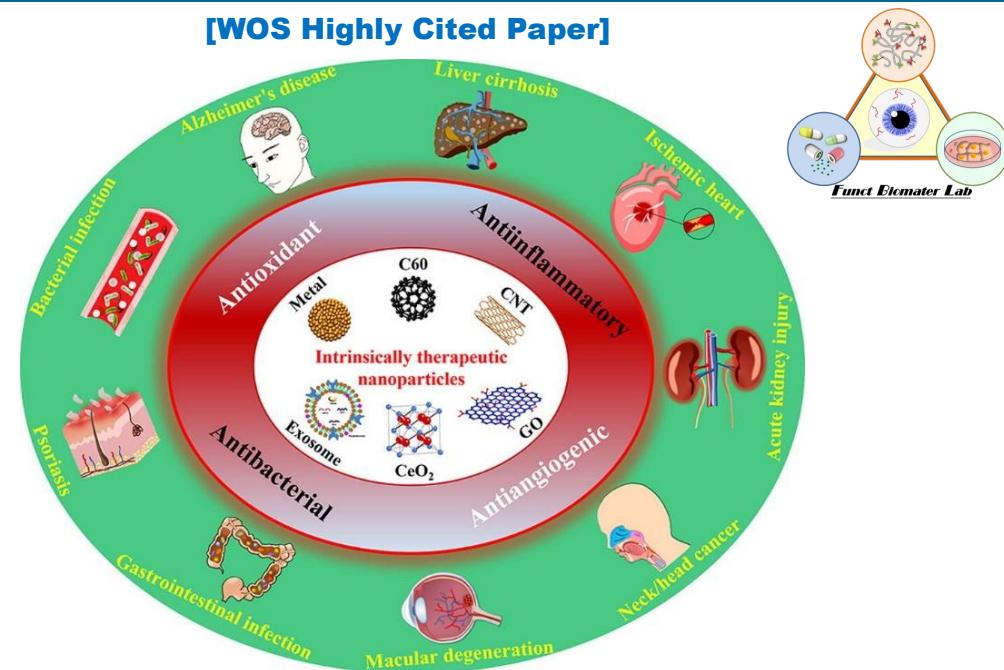 [WOS Highly Cited Paper]
Funct Biomater Lab
Alzheimer's disease
Liver cirrhosis
Ischemic heart
Bacterial infection
Acute kidney injury
Psoriasis
Gastrointestinal infection
Macular degeneration
Neck/head cancer
Antioxidant
Antiinflammatory
Antibacterial
Antiangiogenic
Metal
C60
CNT
Intrinsically therapeutic
nanoparticles
Exosome
CeO₂
GO